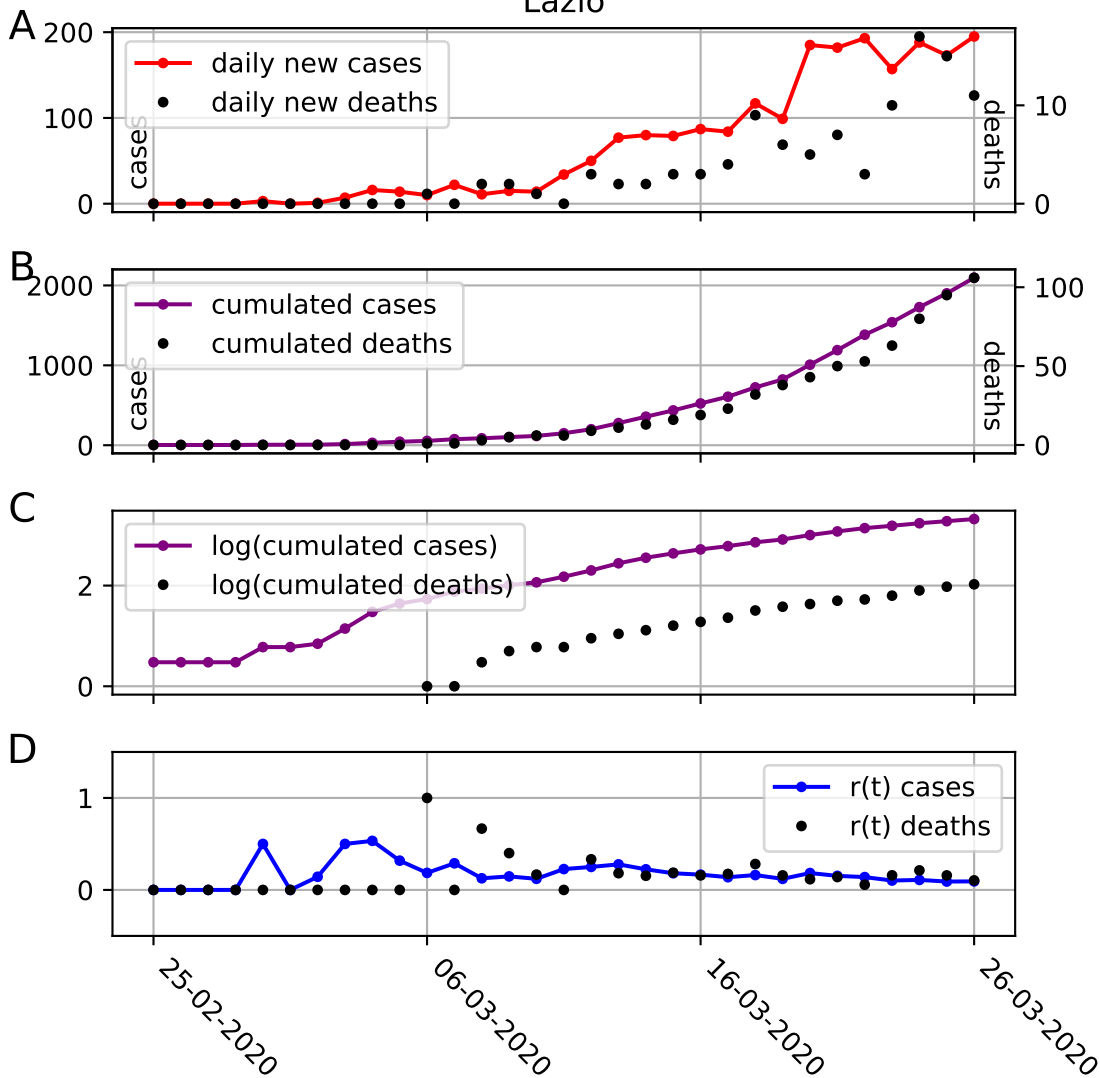 Lazio
A
200
100
0
cases
daily new cases
daily new deaths
10
0
deaths
B
2000
1000
0
cases
cumulated cases
cumulated deaths
100
50
0
deaths
C
2
0
log(cumulated cases)
log(cumulated deaths)
D
1
0
r(t) cases
r(t) deaths
25-02-2020
06-03-2020
16-03-2020
26-03-2020